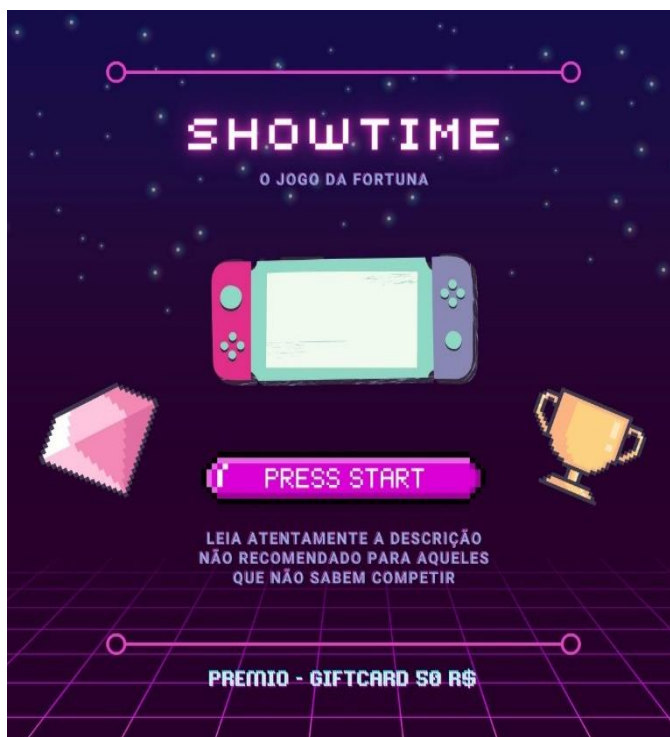 SHOWTIME
O JOGO DA FORTUNA
PRESS START
LEIA ATENTAMENTE A DESCRIÇÃO
NÃO RECOMENDADO PARA AQUELES
QUE NÃO SABEM COMPETIR
PREMIO - GIFTCARD 50 R$